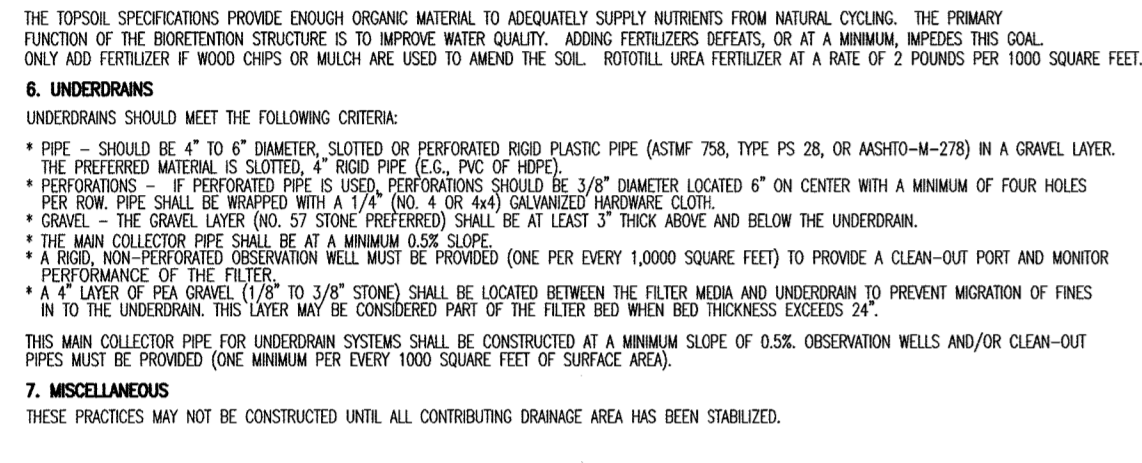 THE TOPSOIL SPECIFICATIONS PROVIDE ENOUGH ORGANIC MATERIAL TO ADEQUATELY SUPPLY NUTRIENTS FROM NATURAL CYCLING. THE PRIMARY
FUNCTION OF THE BIORETENTION STRUCTURE IS TO IMPROVE WATER QUALITY. ADDING FERTILIZERS DEFEATS, OR AT A MINIMUM, IMPEDES THIS GOAL.
ONLY ADD FERTILIZER IF WOOD CHIPS OR MULCH ARE USED TO AMEND THE SOIL. ROTOTILL UREA FERTILIZER AT A RATE OF 2 POUNDS PER 1000 SQUARE FEET.
6. UNDERDRAINS
UNDERDRAINS SHOULD MEET THE FOLLOWING CRITERIA:
* PIPE – SHOULD BE 4" TO 6" DIAMETER, SLOTTED OR PERFORATED RIGID PLASTIC PIPE (ASTMF 758, TYPE PS 28, OR AASHTO-M-278) IN A GRAVEL LAYER.
THE PREFERRED MATERIAL IS SLOTTED, 4" RIGID PIPE (E.G., PVC OF HDPE).
* PERFORATIONS – IF PERFORATED PIPE IS USED, PERFORATIONS SHOULD BE 3/8" DIAMETER LOCATED 6" ON CENTER WITH A MINIMUM OF FOUR HOLES
PER ROW. PIPE SHALL BE WRAPPED WITH A 1/4" (NO. 4 OR 4x4) GALVANIZED HARDWARE CLOTH.
* GRAVEL – THE GRAVEL LAYER (NO. 57 STONE PREFERRED) SHALL BE AT LEAST 3" THICK ABOVE AND BELOW THE UNDERDRAIN.
* THE MAIN COLLECTOR PIPE SHALL BE AT A MINIMUM 0.5% SLOPE.
* A RIGID, NON-PERFORATED OBSERVATION WELL MUST BE PROVIDED (ONE PER EVERY 1,0000 SQUARE FEET) TO PROVIDE A CLEAN-OUT PORT AND MONITOR
PERFORMANCE OF THE FILTER.
* A 4" LAYER OF PEA GRAVEL (1/8" TO 3/8" STONE) SHALL BE LOCATED BETWEEN THE FILTER MEDIA AND UNDERDRAIN TO PREVENT MIGRATION OF FINES
IN TO THE UNDERDRAIN. THIS LAYER MAY BE CONSIDERED PART OF THE FILTER BED WHEN BED THICKNESS EXCEEDS 24".
THIS MAIN COLLECTOR PIPE FOR UNDERDRAIN SYSTEMS SHALL BE CONSTRUCTED AT A MINIMUM SLOPE OF 0.5%. OBSERVATION WELLS AND/OR CLEAN-OUT
PIPES MUST BE PROVIDED (ONE MINIMUM PER EVERY 1000 SQUARE FEET OF SURFACE AREA).
7. MISCELLANEOUS
THESE PRACTICES MAY NOT BE CONSTRUCTED UNTIL ALL CONTRIBUTING DRAINAGE AREA HAS BEEN STABILIZED.